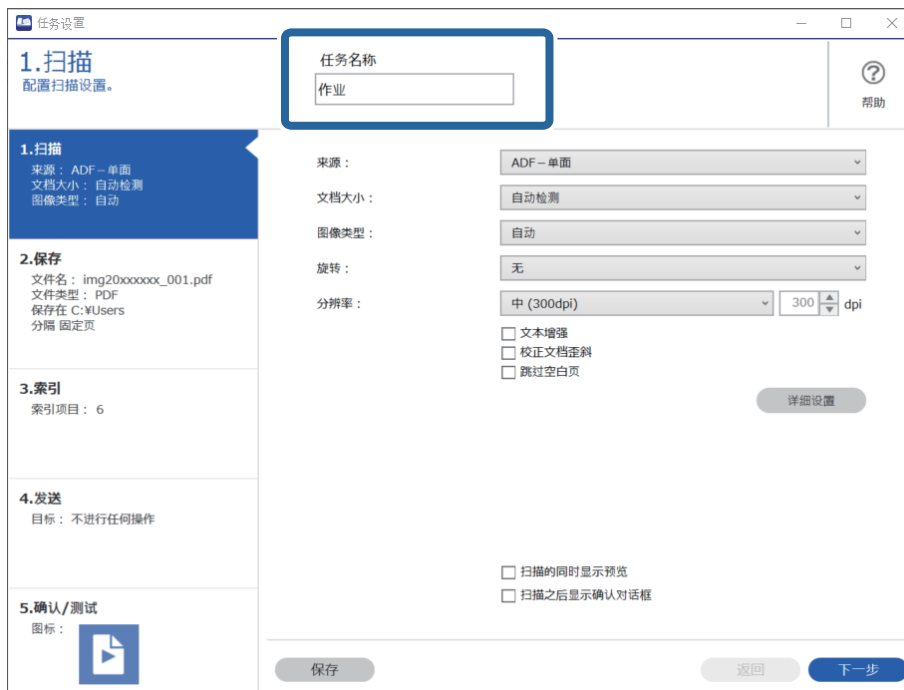 任务设置
1.扫描
配置扫描设置。
任务名称
作业
帮助
1.扫描
来源： ADF－单面
文档大小： 自动检测
图像类型： 自动
2.保存
文件名： img20xxxxxx_001.pdf
文件类型： PDF
保存在 C:¥Users
分隔 固定页
3.索引
索引项目： 6
4.发送
目标： 不进行任何操作
5.确认/测试
图标：
来源： ADF－单面
文档大小： 自动检测
图像类型： 自动
旋转： 无
分辨率： 中 (300dpi) 300 dpi
文本增强
校正文档歪斜
跳过空白页
详细设置
扫描的同时显示预览
扫描之后显示确认对话框
保存 返回 下一步